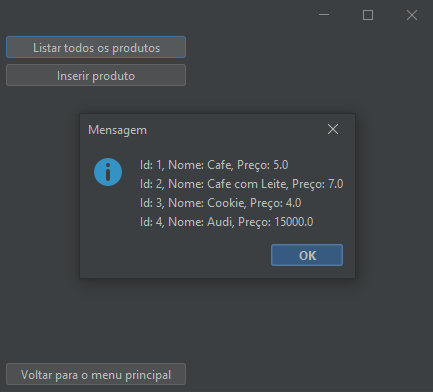 Listar todos os produtos
Inserir produto
Mensagem
Id: 1, Nome: Cafe, Preço: 5.0
Id: 2, Nome: Cafe com Leite, Preço: 7.0
Id: 3, Nome: Cookie, Preço: 4.0
Id: 4, Nome: Audi, Preço: 15000.0
OK
Voltar para o menu principal